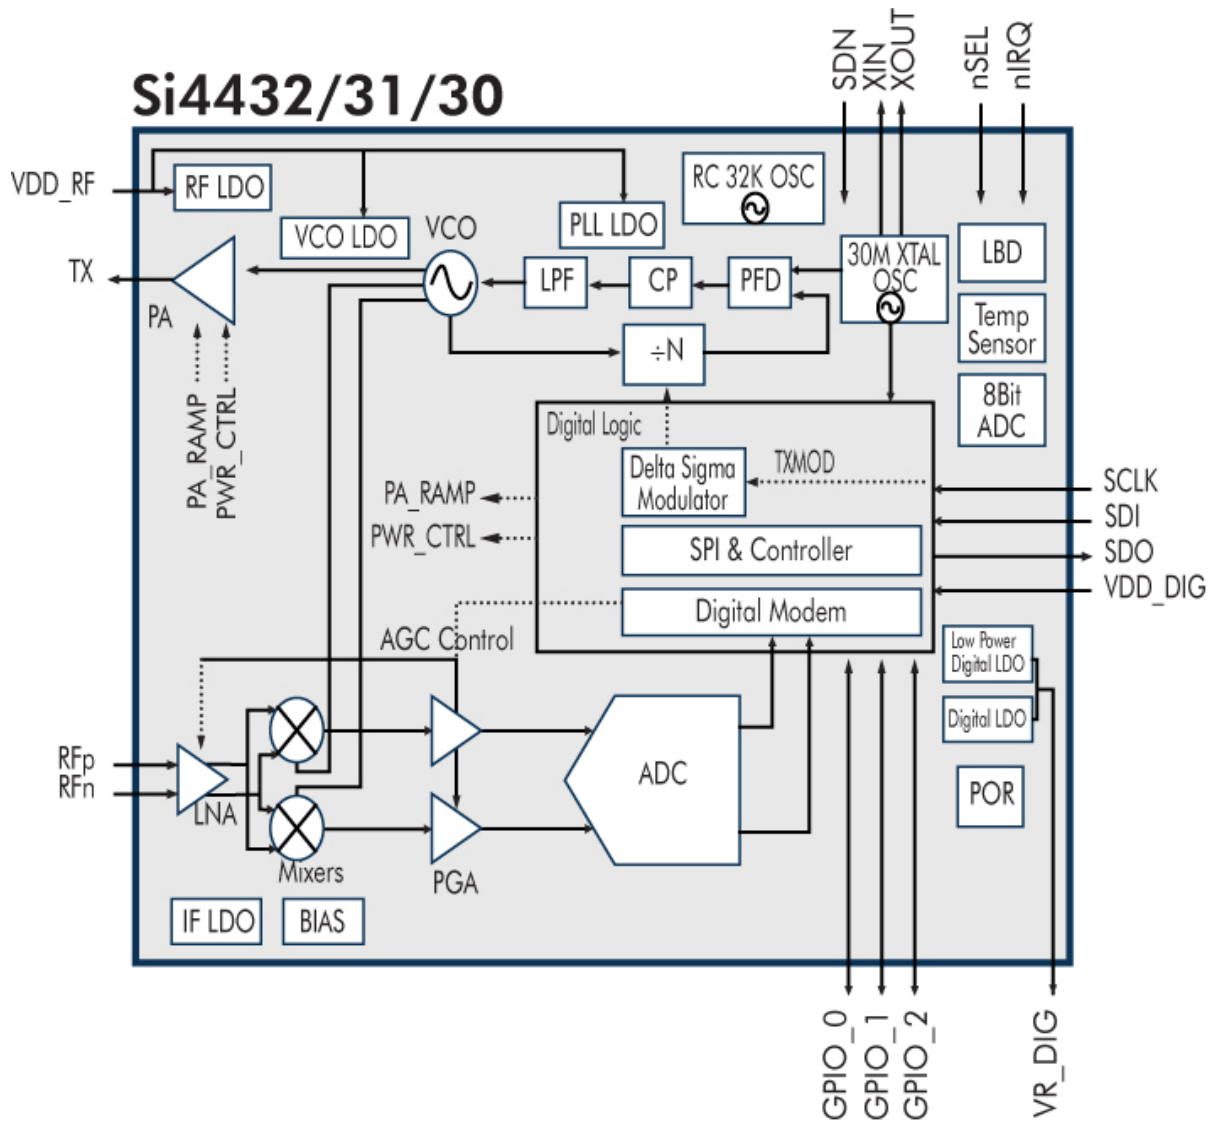 Si4432/31/30
SDN
XIN
XOUT
nSEL
nIRQ
VDD_RF
RF LDO
VCO LDO
VCO
PLL LDO
RC 32K OSC
30M XTAL
OSC
LBD
TX
PA
LPF
CP
PFD
÷N
Temp
Sensor
8Bit
ADC
PA_RAMP
PWR_CTRL
Digital Logic
Delta Sigma
Modulator
TXMOD
PA_RAMP
PWR_CTRL
SPI & Controller
Digital Modem
SCLK
SDI
SDO
VDD_DIG
AGC Control
Low Power
Digital LDO
Digital LDO
RFp
RFn
LNA
Mixers
PGA
ADC
POR
IF LDO
BIAS
GPIO_0
GPIO_1
GPIO_2
VR_DIG